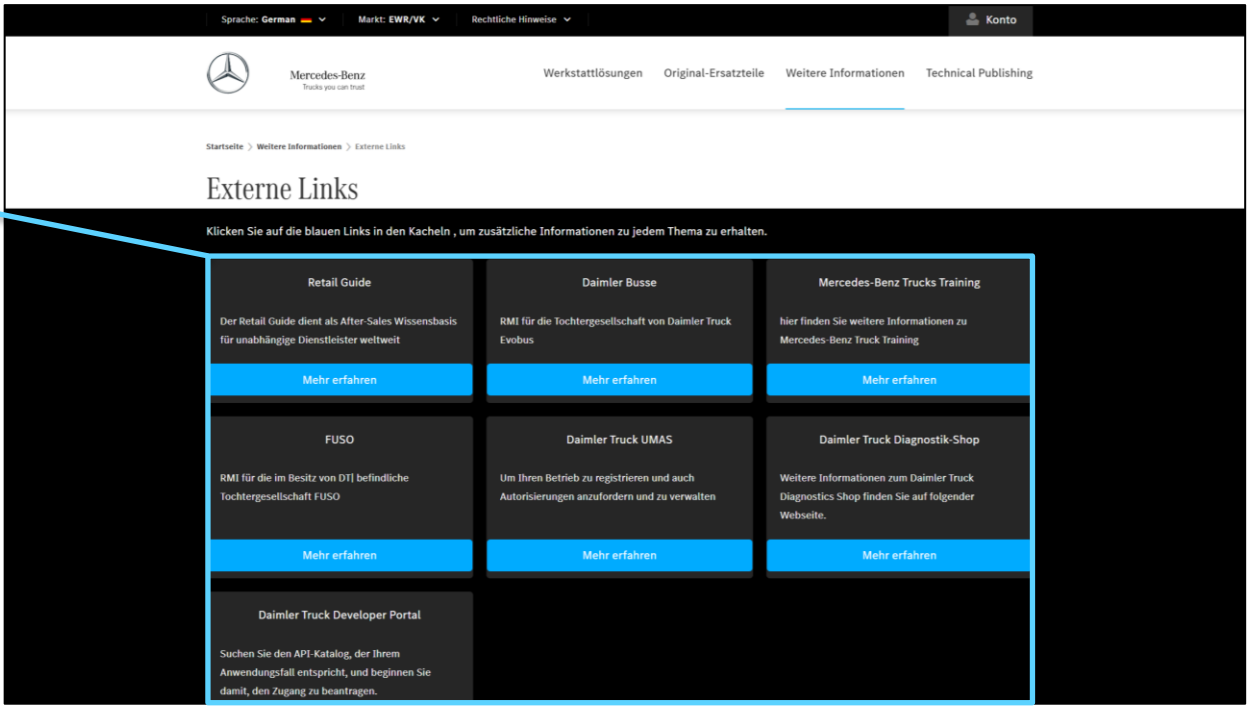 Sprache: German Markt: EWR/VK Rechtliche Hinweise Konto
Mercedes-Benz
Trucks you can trust
Werkstattlösungen Original-Ersatzteile Weitere Informationen Technical Publishing
Startseite > Weitere Informationen > Externe Links
Externe Links
Klicken Sie auf die blauen Links in den Kacheln , um zusätzliche Informationen zu jedem Thema zu erhalten.
Retail Guide
Der Retail Guide dient als After-Sales Wissensbasis
für unabhängige Dienstleister weltweit
Mehr erfahren
Daimler Busse
RMI für die Tochtergesellschaft von Daimler Truck
Evobus
Mehr erfahren
Mercedes-Benz Trucks Training
hier finden Sie weitere Informationen zu
Mercedes-Benz Truck Training
Mehr erfahren
FUSO
RMI für die im Besitz von DT| befindliche
Tochtergesellschaft FUSO
Mehr erfahren
Daimler Truck UMAS
Um Ihren Betrieb zu registrieren und auch
Autorisierungen anzufordern und zu verwalten
Mehr erfahren
Daimler Truck Diagnostik-Shop
Weitere Informationen zum Daimler Truck
Diagnostics Shop finden Sie auf folgender
Webseite.
Mehr erfahren
Daimler Truck Developer Portal
Suchen Sie den API-Katalog, der Ihrem
Anwendungsfall entspricht, und beginnen Sie
damit, den Zugang zu beantragen.